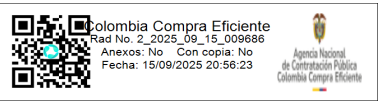 Colombia Compra Eficiente
Rad No. 2_2025_09_15_009686
Anexos: No Con copia: No
Fecha: 15/09/2025 20:56:23
Agencia Nacional
de Contratación Pública
Colombia Compra Eficiente